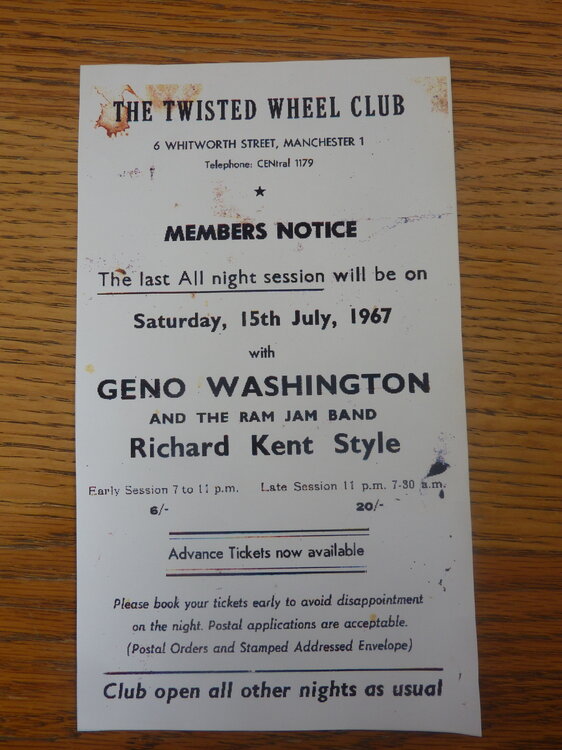 THE TWISTED WHEEL CLUB
6 WHITWORTH STREET, MANCHESTER 1
Telephone: CENtral 1179
★
MEMBERS NOTICE
The last All night session will be on
Saturday, 15th July, 1967
with
GENO WASHINGTON
AND THE RAM JAM BAND
Richard Kent Style
Early Session 7 to 11 p.m. Late Session 11 p.m. 7-30 a.m.
6/- 20/-
Advance Tickets now available
Please book your tickets early to avoid disappointment
on the night. Postal applications are acceptable.
(Postal Orders and Stamped Addressed Envelope)
Club open all other nights as usual